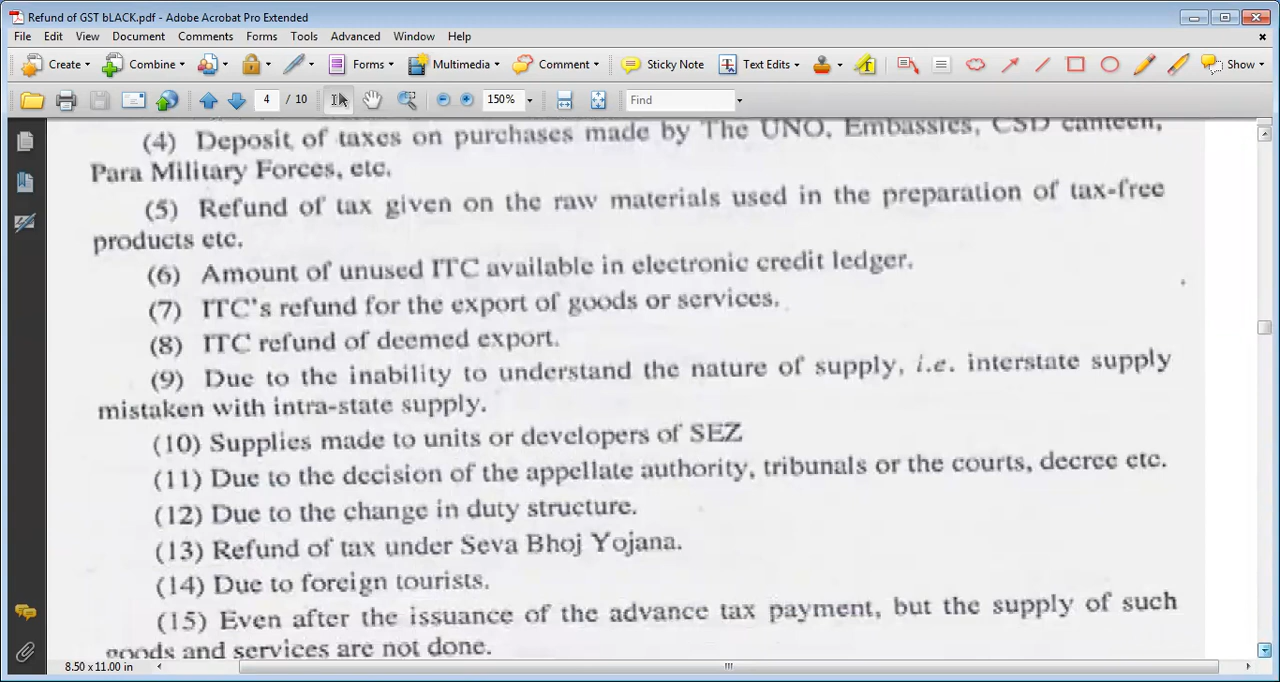 Refund of GST bLACK.pdf - Adobe Acrobat Pro Extended
File Edit View Document Comments Forms Tools Advanced Window Help
Create Combine Forms Multimedia Comment Sticky Note Text Edits Show
4 / 10 150% Find
(4) Deposit of taxes on purchases made by The UNO, Embassies, CSD canteen,
Para Military Forces, etc.
(5) Refund of tax given on the raw materials used in the preparation of tax-free
products etc.
(6) Amount of unused ITC available in electronic credit ledger.
(7) ITC's refund for the export of goods or services.
(8) ITC refund of deemed export.
(9) Due to the inability to understand the nature of supply, i.e. interstate supply
mistaken with intra-state supply.
(10) Supplies made to units or developers of SEZ
(11) Due to the decision of the appellate authority, tribunals or the courts, decree etc.
(12) Due to the change in duty structure.
(13) Refund of tax under Seva Bhoj Yojana.
(14) Due to foreign tourists.
(15) Even after the issuance of the advance tax payment, but the supply of such
goods and services are not done.
8.50 x 11.00 in